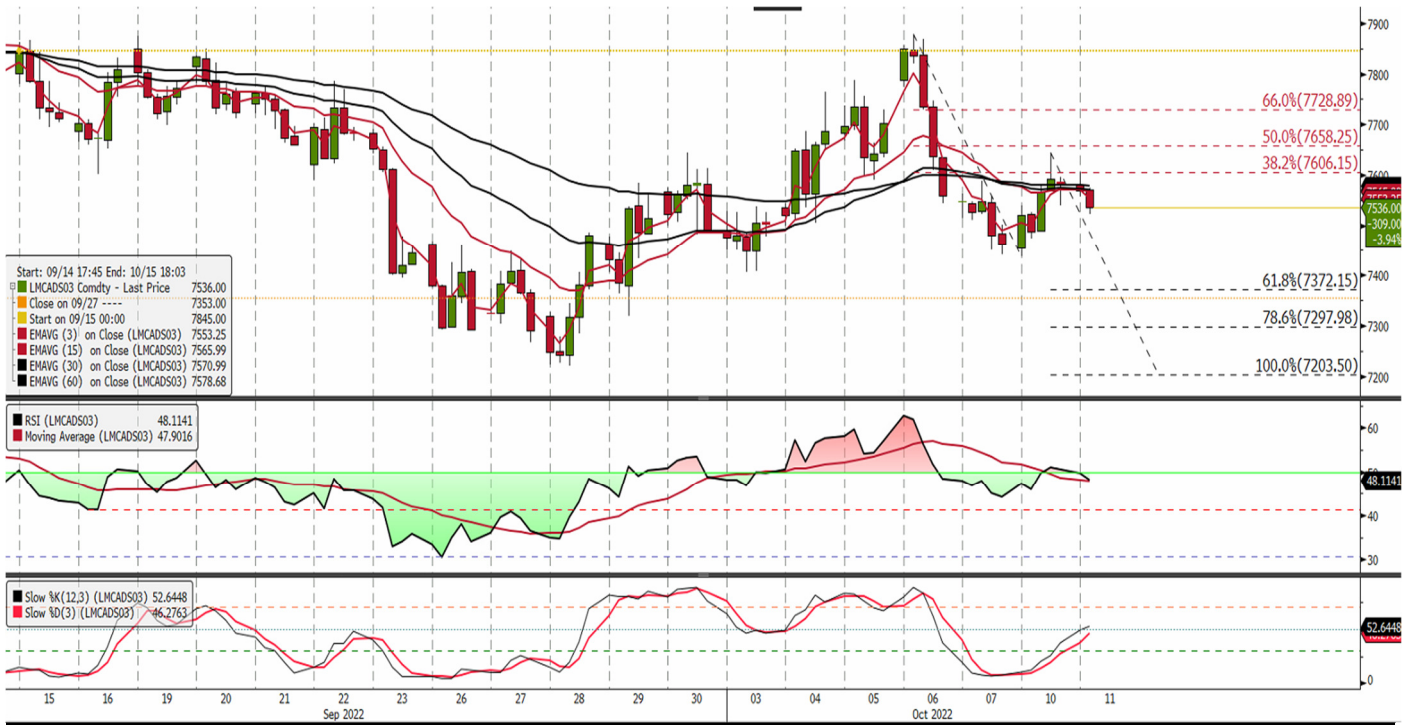 7900
7800
7700
7600
7400
7300
7200
66.0%(7728.89)
50.0%(7658.25)
38.2%(7606.15)
7536.00
-309.00
-3.94%
61.8%(7372.15)
78.6%(7297.98)
100.0%(7203.50)
Start: 09/14 17:45 End: 10/15 18:03
LMCADS03 Comdty - Last Price 7536.00
Close on 09/27 ---- 7353.00
Start on 09/15 00:00 7845.00
EMAVG (3) on Close (LMCADS03) 7553.25
EMAVG (15) on Close (LMCADS03) 7565.99
EMAVG (30) on Close (LMCADS03) 7570.99
EMAVG (60) on Close (LMCADS03) 7578.68
RSI (LMCADS03) 48.1141
Moving Average (LMCADS03) 47.9016
60
50
48.1141
40
30
Slow %K(12,3) (LMCADS03) 52.6448
Slow %D(3) (LMCADS03) 46.2763
52.6448
0
15 16 19 20 21 22 23 26 27 28 29 30 03 04 05 06 07 10 11
Sep 2022 Oct 2022